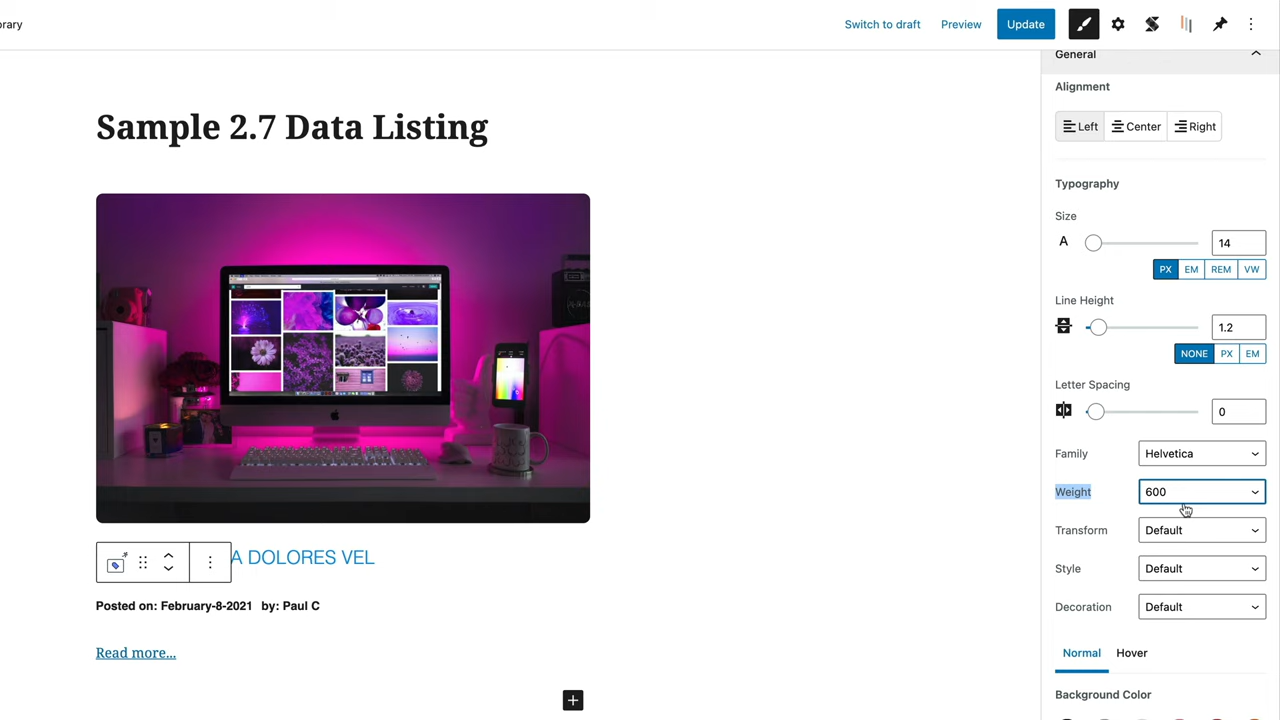 brary
Switch to draft
Preview
Update
General
Alignment
Left
Center
Right
Sample 2.7 Data Listing
Typography
Size
A
14
PX
EM
REM
VW
Line Height
1.2
NONE
PX
EM
Letter Spacing
0
Family
Helvetica
Weight
600
Transform
Default
A DOLORES VEL
Style
Default
Posted on: February-8-2021 by: Paul C
Decoration
Default
Read more...
Normal
Hover
Background Color